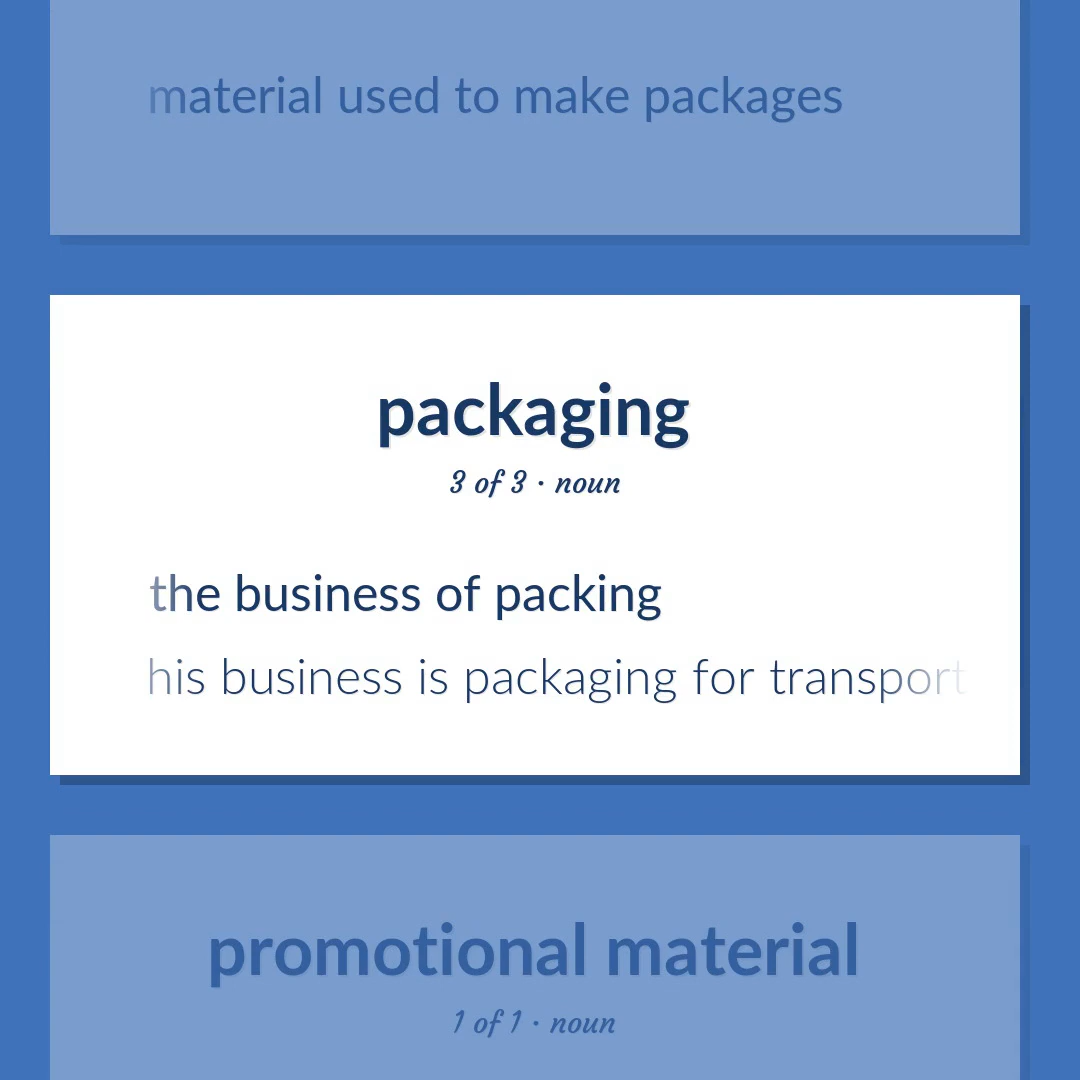 material used to make packages
packaging
3 of 3 · noun
the business of packing
his business is packaging for transport
promotional material
1 of 1 · noun